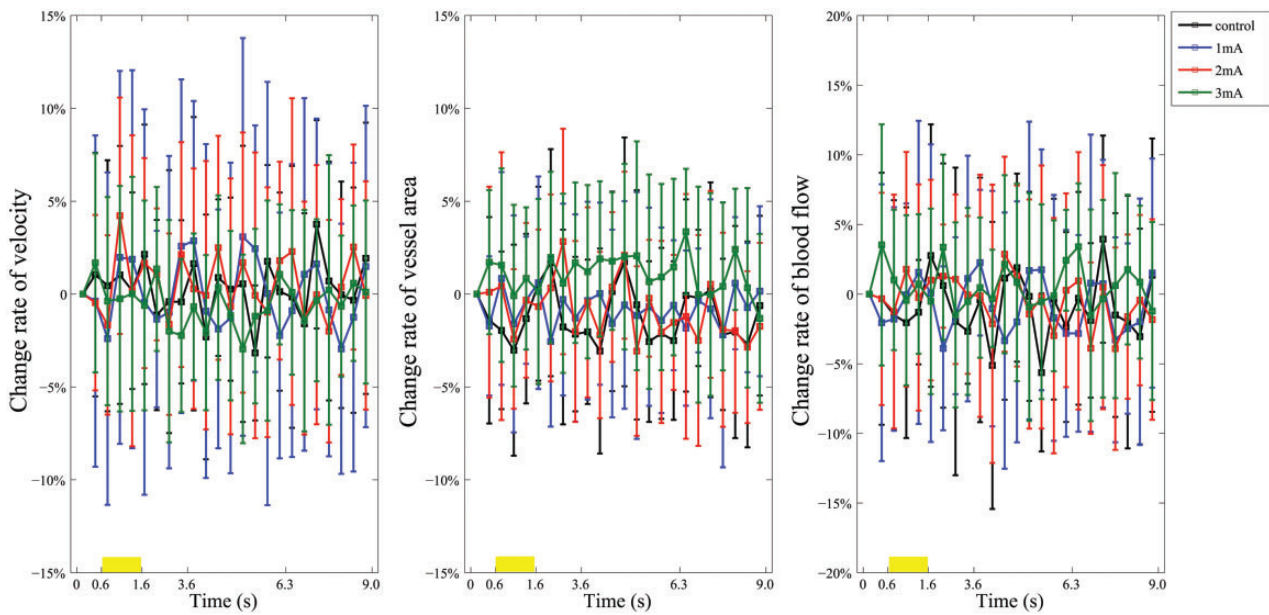 15%
10%
5%
0
−5%
−10%
−15%
Change rate of velocity
0 0.6 1.6 3.6 6.3 9.0
Time (s)
15%
10%
5%
0
−5%
−10%
−15%
Change rate of vessel area
0 0.6 1.6 3.6 6.3 9.0
Time (s)
20%
15%
10%
5%
0
−5%
−10%
−15%
−20%
Change rate of blood flow
0 0.6 1.6 3.6 6.3 9.0
Time (s)
control
1mA
2mA
3mA